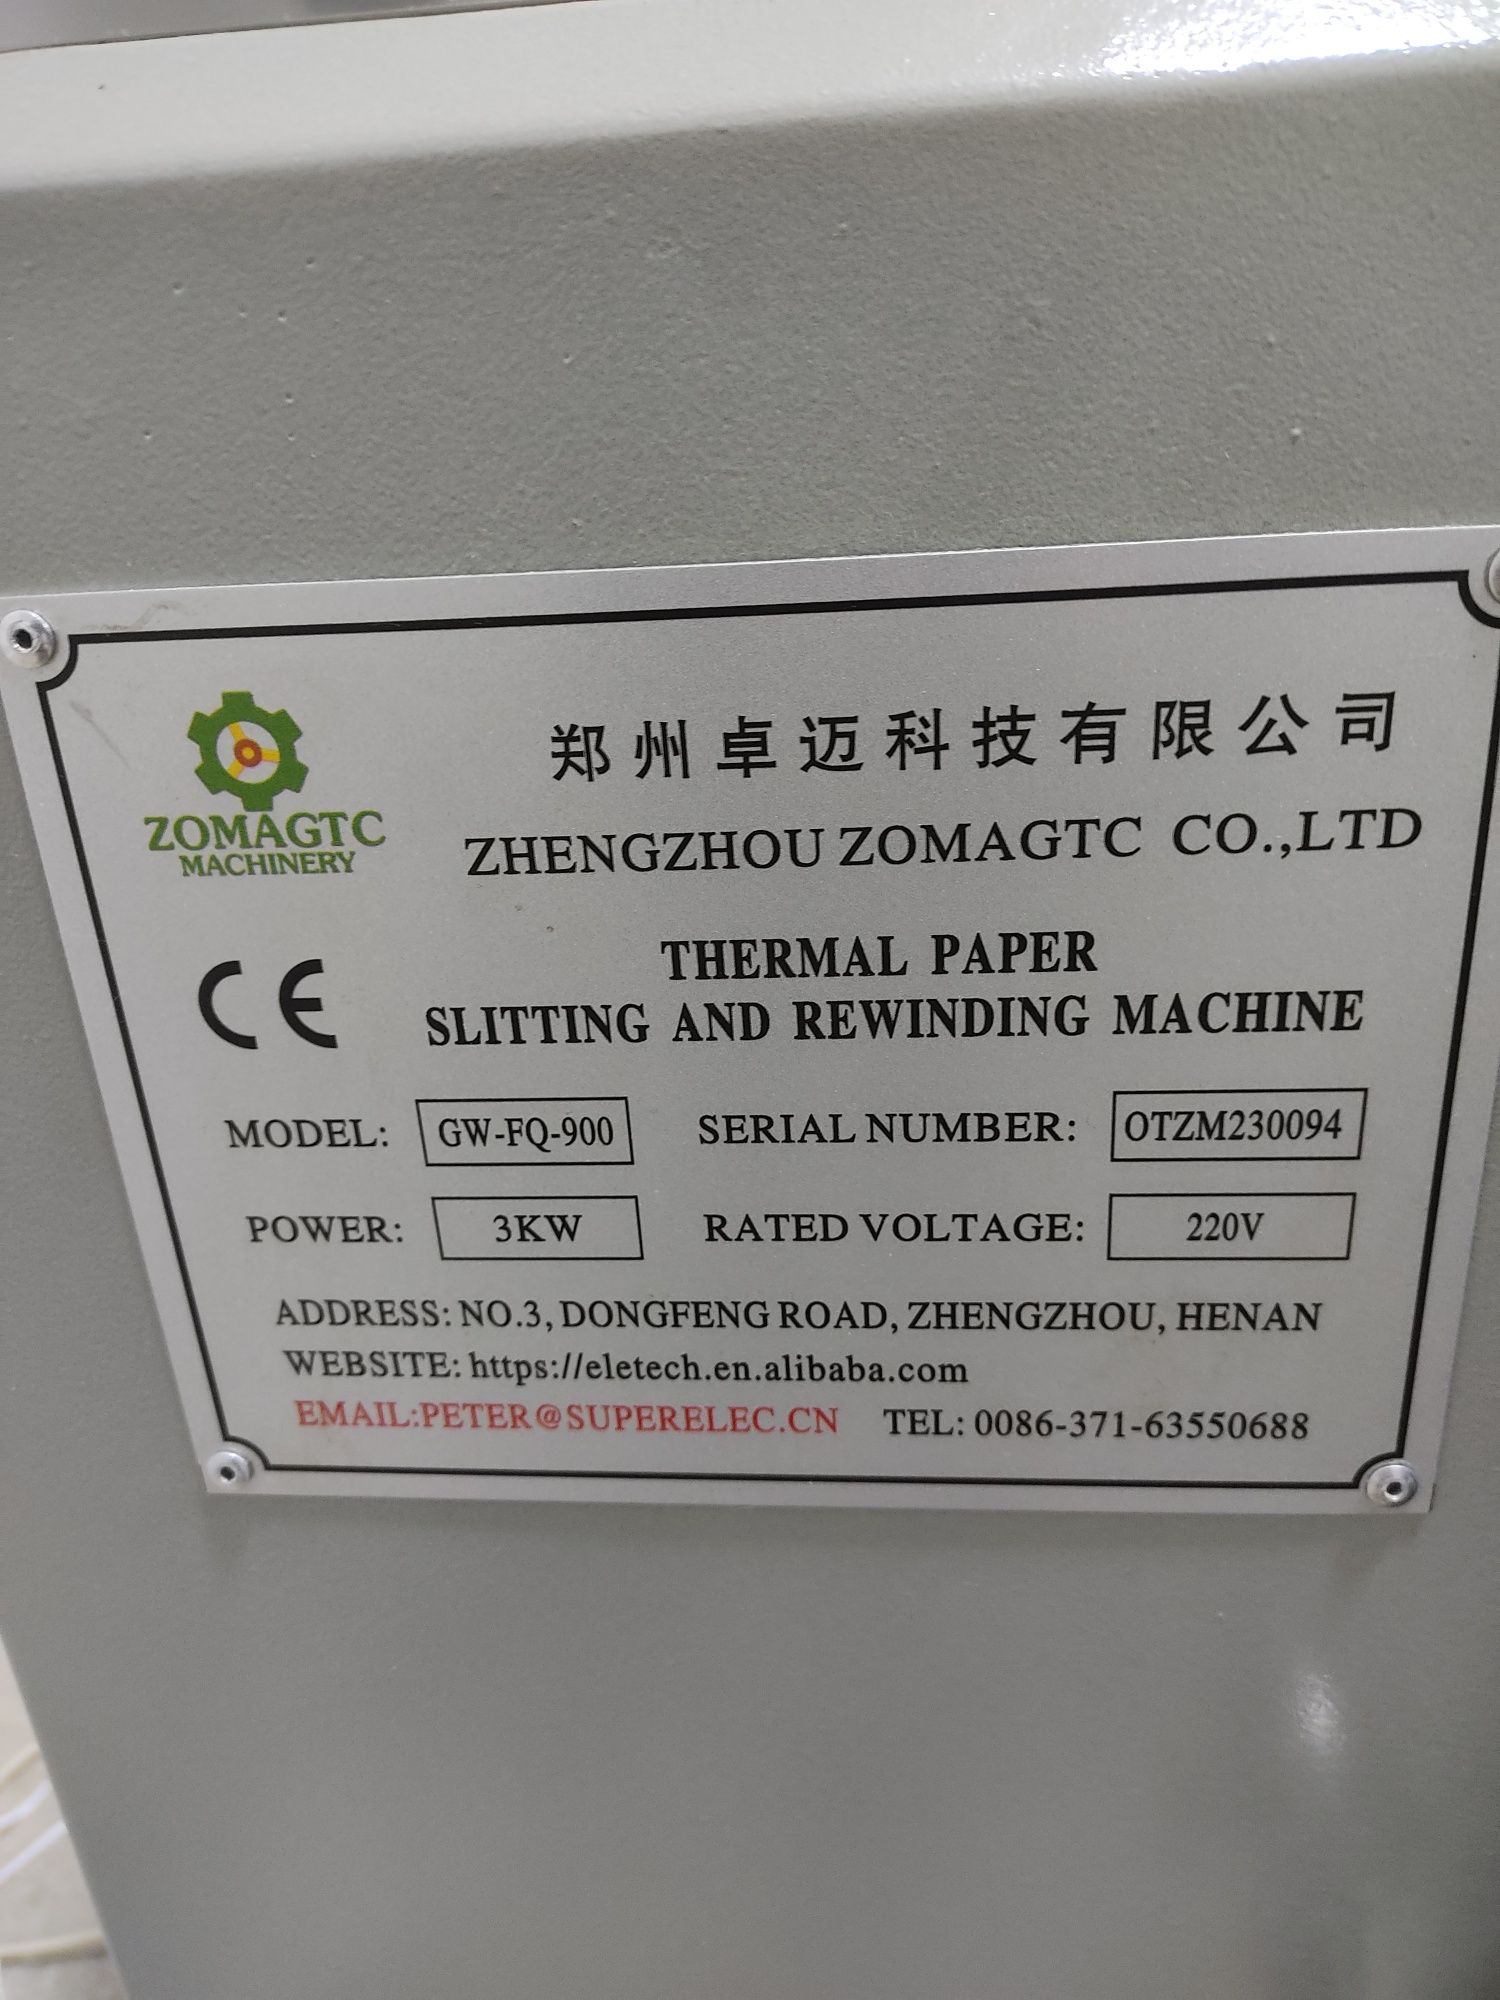 郑州卓迈科技有限公司
ZOMAGTC
MACHINERY
ZHENGZHOU ZOMAGTC CO.,LTD
THERMAL PAPER
CE
SLITTING AND REWINDING MACHINE
MODEL: GW-FQ-900 SERIAL NUMBER: OTZM230094
POWER: 3KW RATED VOLTAGE: 220V
ADDRESS: NO.3, DONGFENG ROAD, ZHENGZHOU, HENAN
WEBSITE: https://eletech.en.alibaba.com
EMAIL:PETER@SUPERELEC.CN TEL: 0086-371-63550688